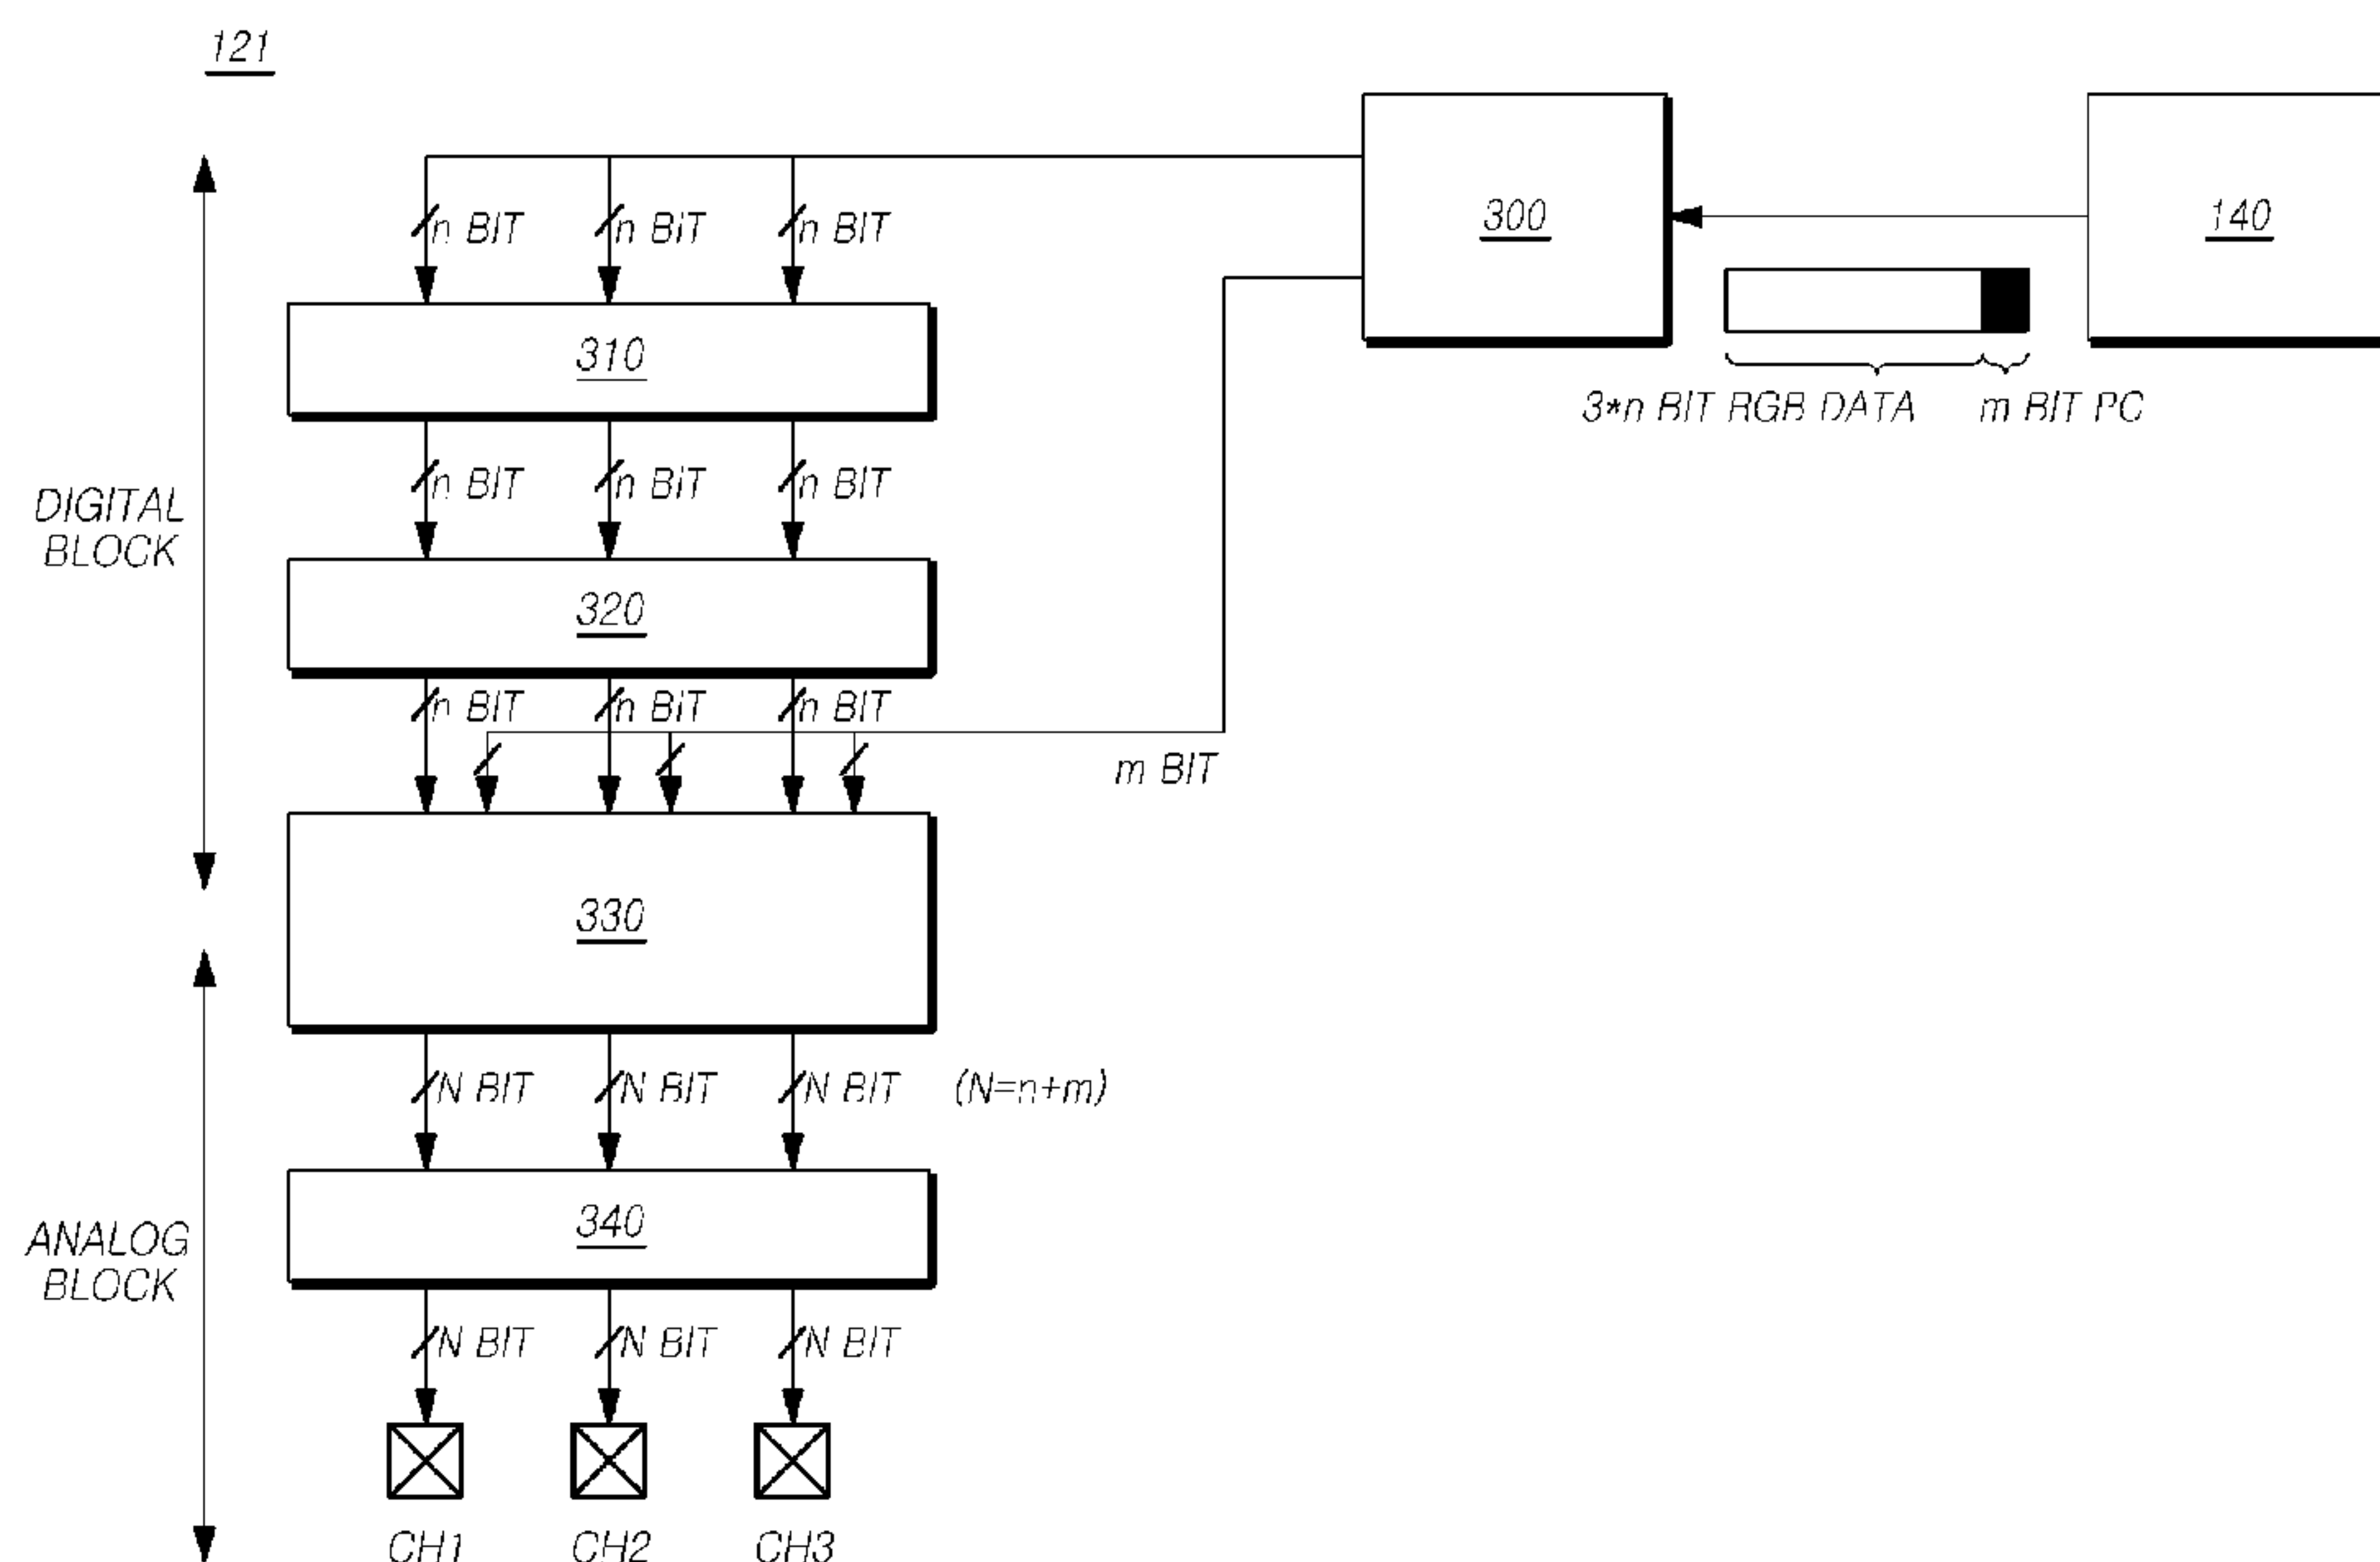 121
300
140
n BIT n BiT n BIT
310
3*n BIT RGB DATA m BIT PC
n BIT n BiT n BIT
DIGITAL
BLOCK
320
n BIT n BiT n BIT
m BIT
330
N BIT N BIT N BIT (N=n+m)
340
ANALOG
BLOCK
N BIT N BIT N BIT
CH1 CH2 CH3